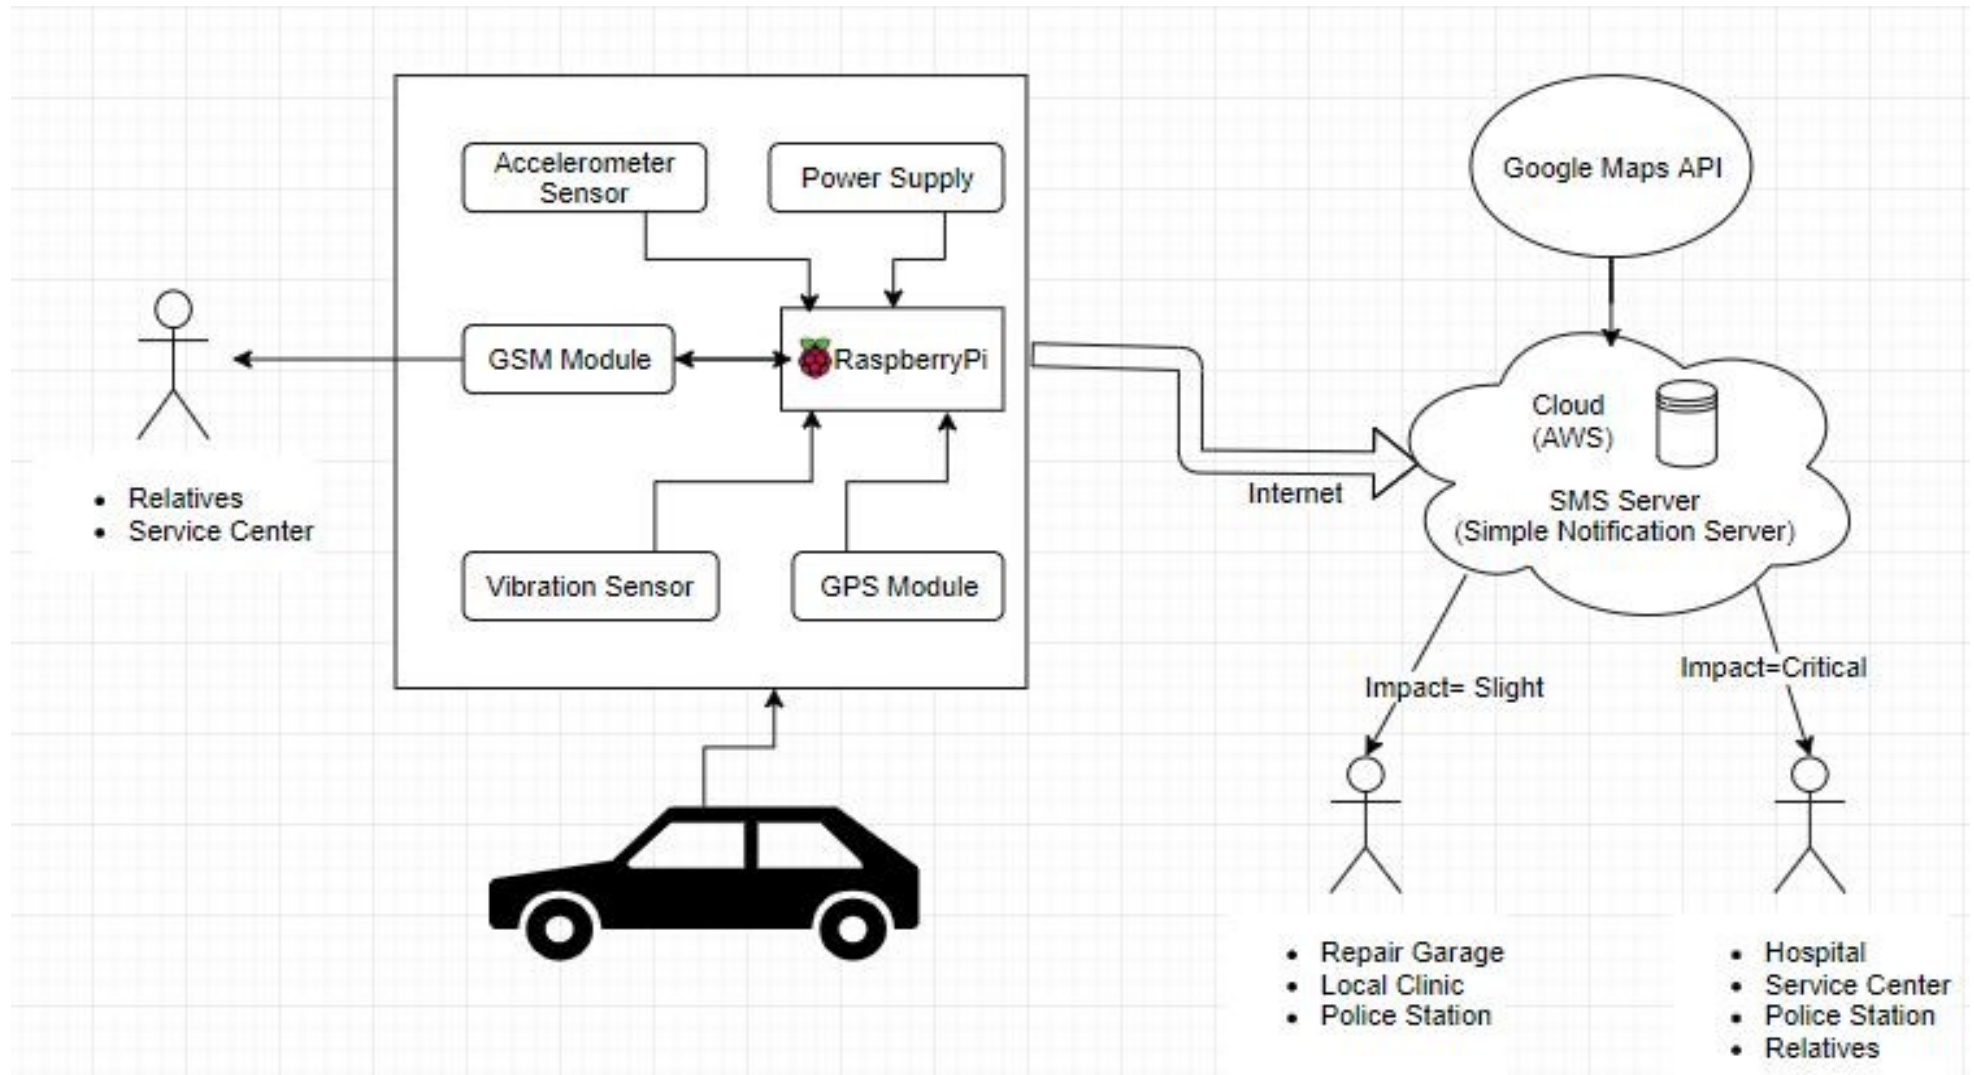 Accelerometer
Sensor
Power Supply
Google Maps API
GSM Module
RaspberryPi
Cloud
(AWS)
Internet
SMS Server
(Simple Notification Server)
• Relatives
• Service Center
Vibration Sensor
GPS Module
Impact= Slight
Impact=Critical
• Repair Garage
• Local Clinic
• Police Station
• Hospital
• Service Center
• Police Station
• Relatives